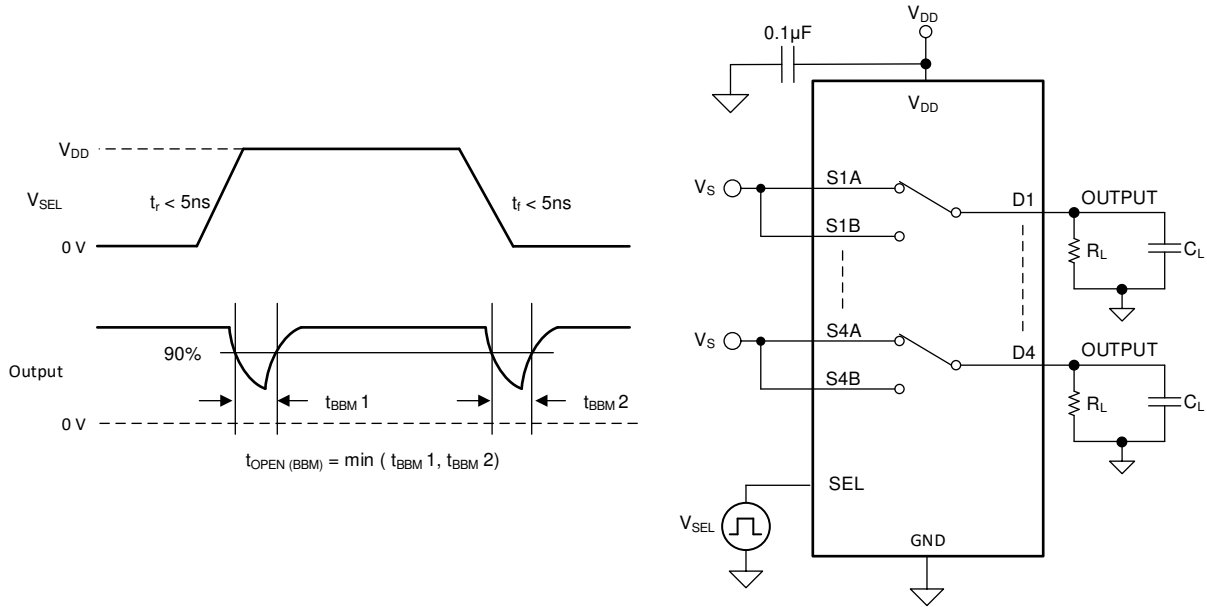 V_DD
V_SEL
t_r < 5ns
t_f < 5ns
0 V
90%
Output
t_BBM 1
t_BBM 2
0 V
t_OPEN (BBM) = min ( t_BBM 1, t_BBM 2)
V_DD
0.1µF
V_DD
V_S
S1A
S1B
D1
OUTPUT
R_L
C_L
V_S
S4A
S4B
D4
OUTPUT
R_L
C_L
SEL
V_SEL
GND